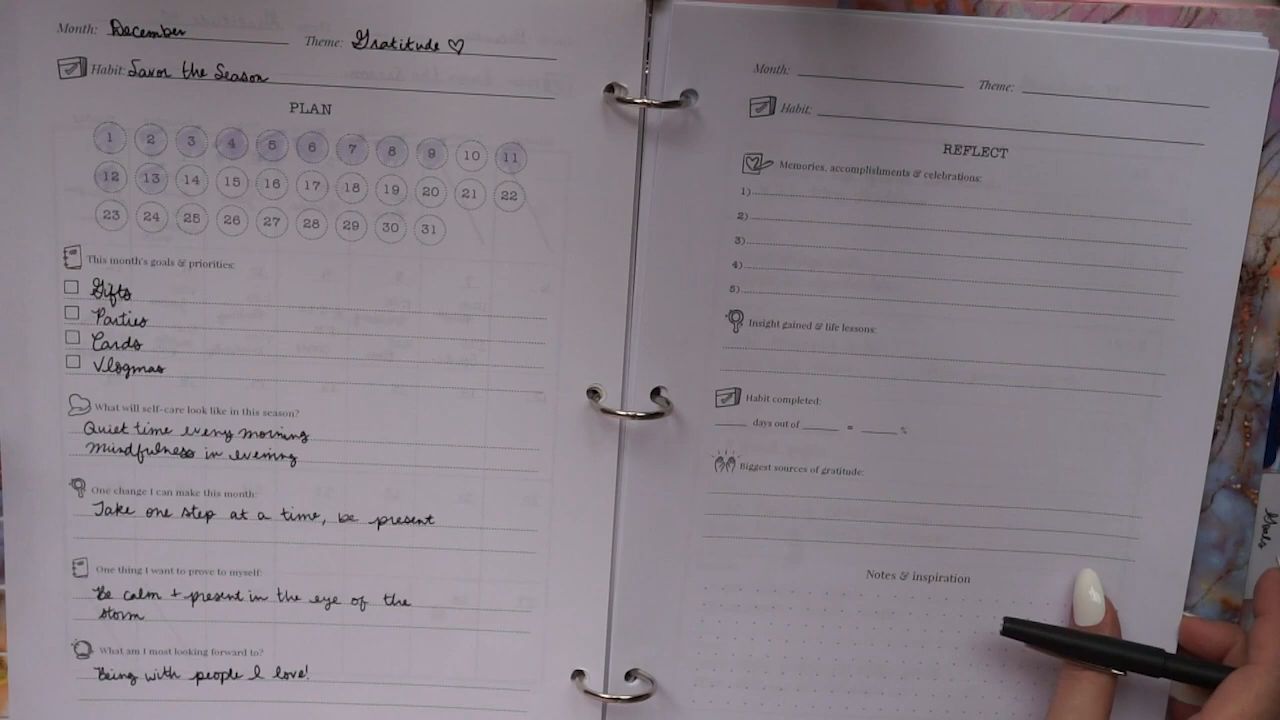 Month: December Theme: Gratitude ♡
Habit: Savor the Season
PLAN
1 2 3 4 5 6 7 8 9 10 11
12 13 14 15 16 17 18 19 20 21 22
23 24 25 26 27 28 29 30 31
This month's goals & priorities:
Gifts
Parties
Cards
Vlogmas
What will self-care look like in this season?
Quiet time every morning
Mindfulness in evening
One change I can make this month:
Take one step at a time, be present
One thing I want to prove to myself:
Be calm + present in the eye of the
storm
What am I most looking forward to?
Being with people I love!
Month: Theme:
Habit:
REFLECT
Memories, accomplishments & celebrations:
1)
2)
3)
4)
5)
Insight gained & life lessons:
Habit completed:
days out of = %
Biggest sources of gratitude:
Notes & inspiration
Goals